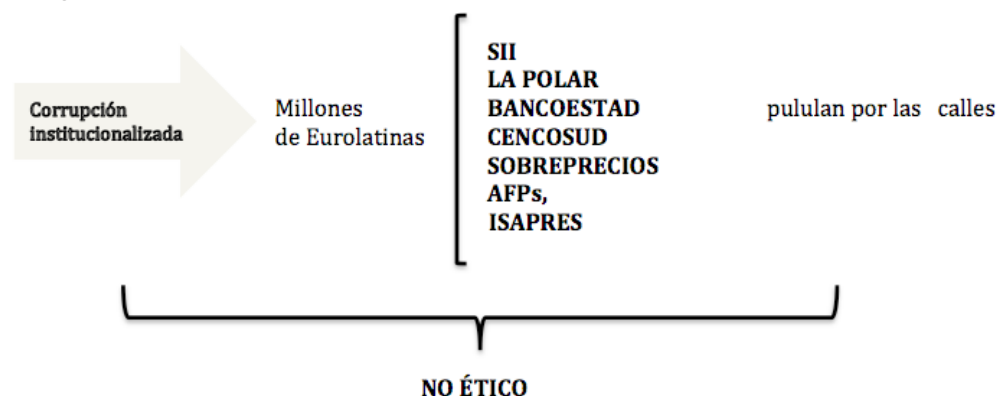 Corrupción
institucionalizada
Millones
de Eurolatinas
SII
LA POLAR
BANCOESTAD
CENCOSUD
SOBREPRECIOS
AFPs,
ISAPRES
pululan por las calles
NO ÉTICO